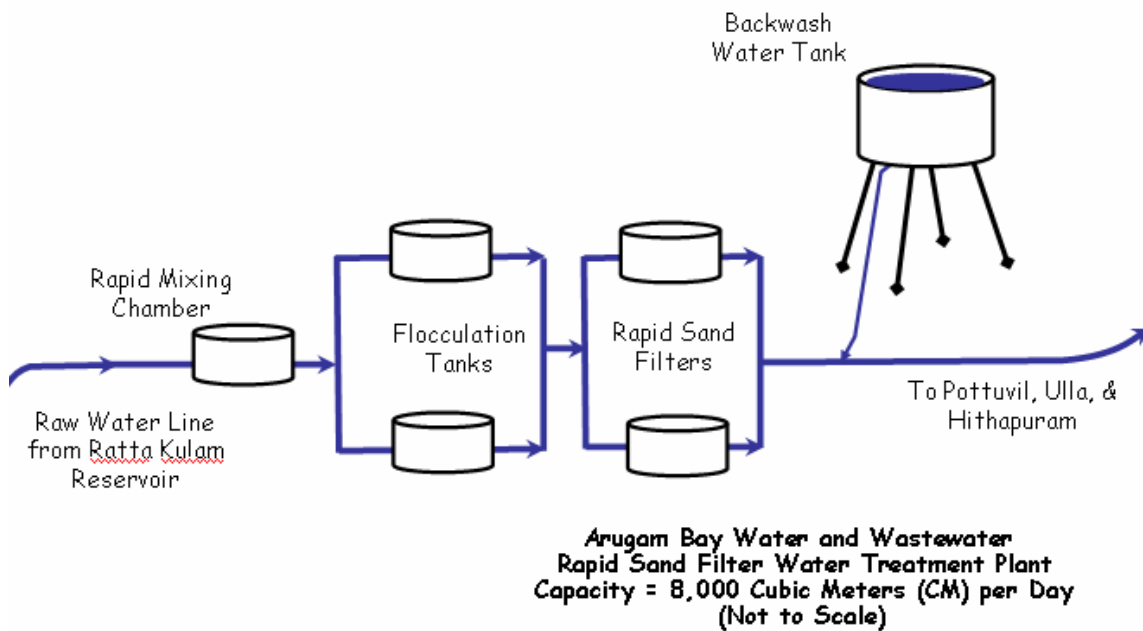 Backwash
Water Tank
Rapid Mixing
Chamber
Flocculation
Tanks
Rapid Sand
Filters
Raw Water Line
from Ratta Kulam
Reservoir
To Pottuvil, Ulla, &
Hithapuram
Arugam Bay Water and Wastewater
Rapid Sand Filter Water Treatment Plant
Capacity = 8,000 Cubic Meters (CM) per Day
(Not to Scale)